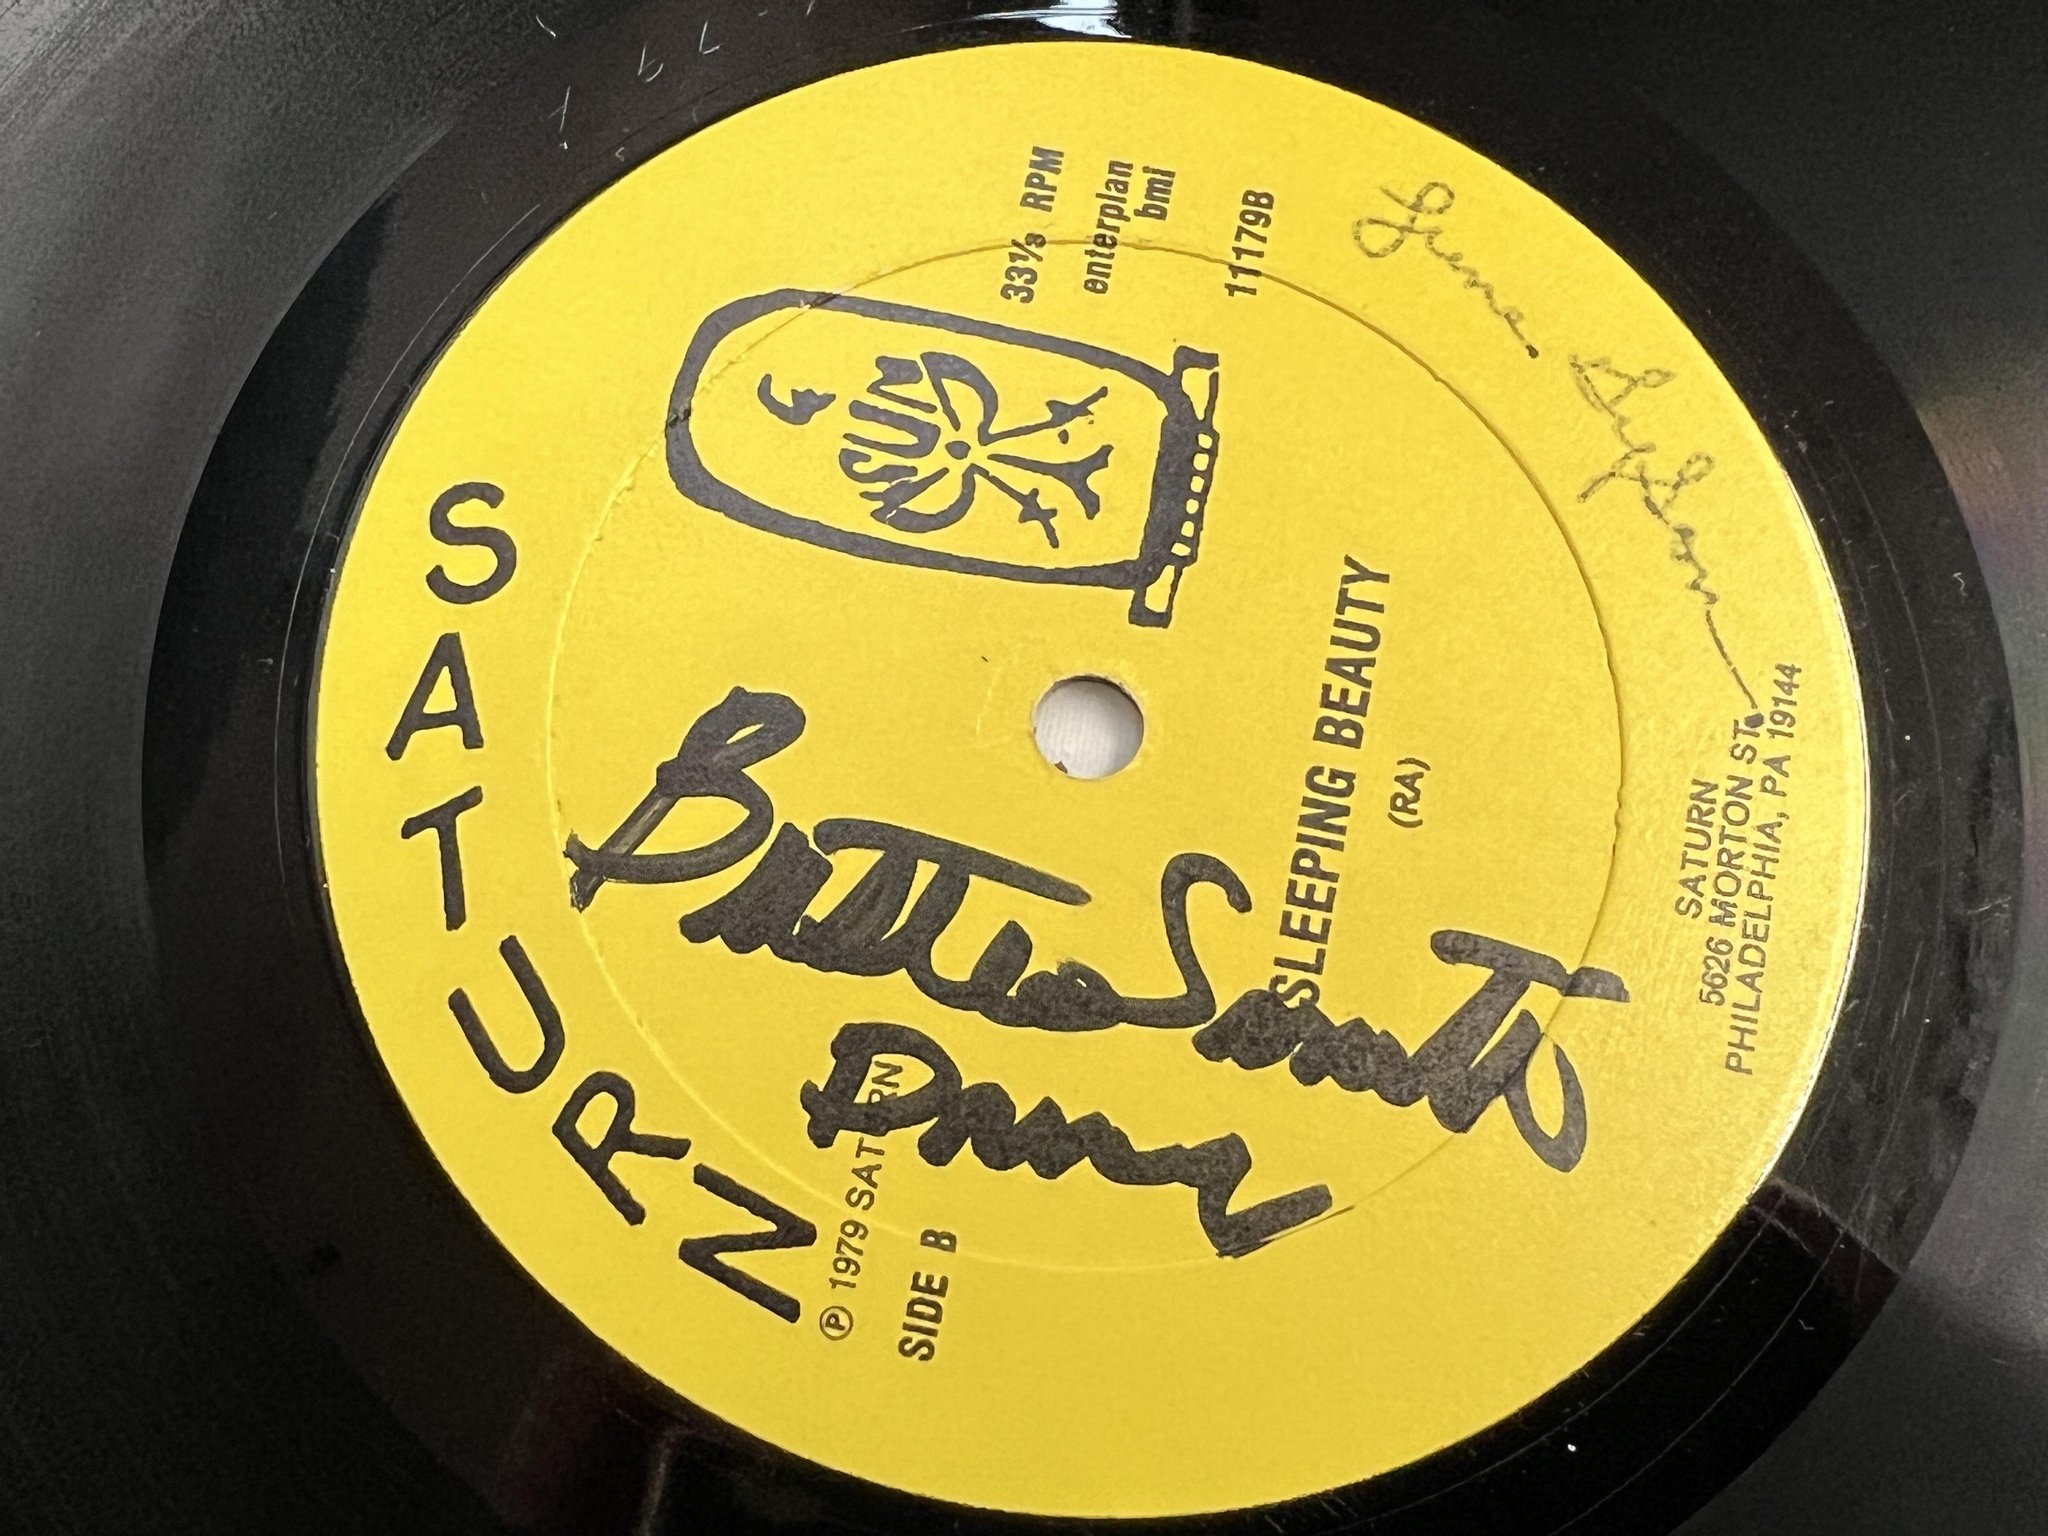 SATURN
SUN
33⅓ RPM
enterplan
bmi
11179B
℗ 1979 SATURN
SIDE B
SLEEPING BEAUTY
(RA)
SATURN
5626 MORTON ST.
PHILADELPHIA, PA 19144